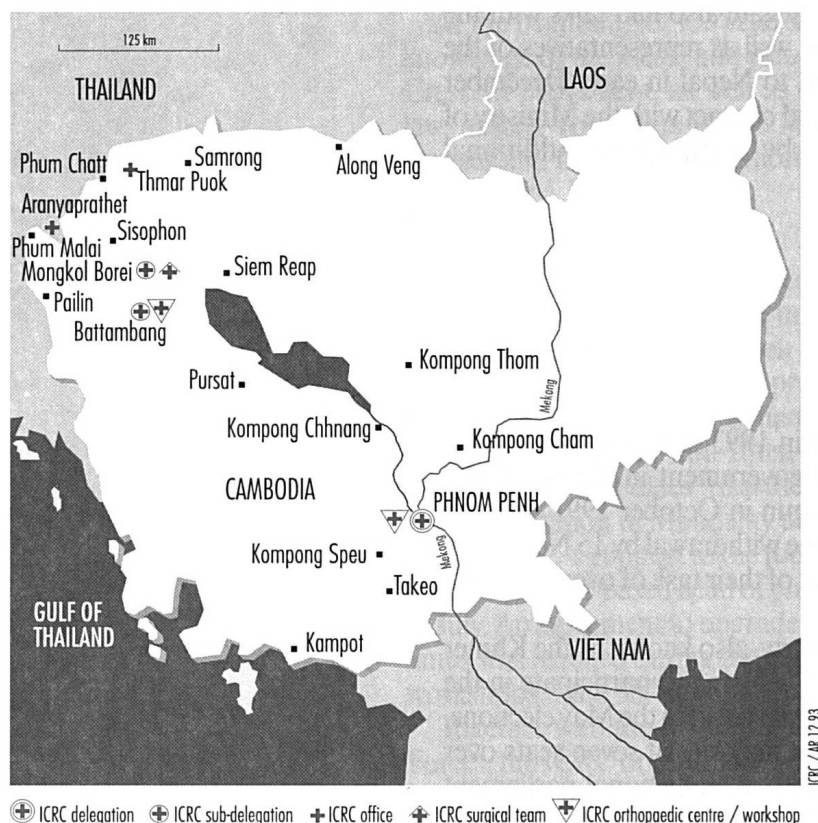 125 km
THAILAND
LAOS
Phum Chatt
Thmar Puok
Samrong
Along Veng
Aranyaprathet
Phum Malai
Sisophon
Mongkol Borei
Siem Reap
Pailin
Battambang
Pursat
Kompong Thom
Mekong
Kompong Chhnang
Kompong Cham
CAMBODIA
PHNOM PENH
Mekong
Kompong Speu
Takeo
GULF OF
THAILAND
Kampot
VIET NAM
ICRC / AR 12.93
ICRC delegation ICRC sub-delegation ICRC office ICRC surgical team ICRC orthopaedic centre / workshop